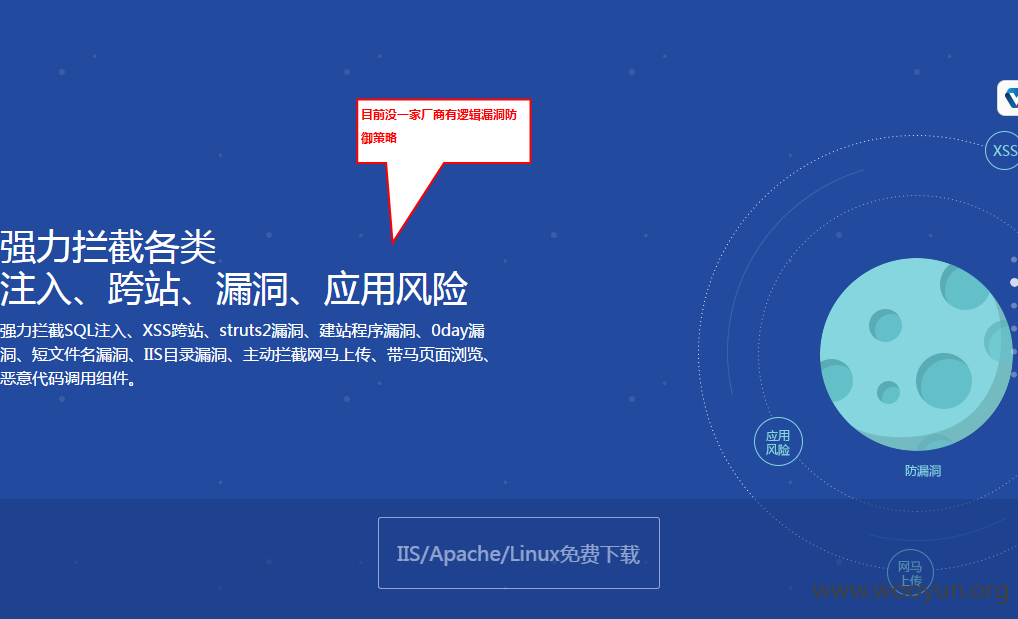 目前没一家厂商有逻辑漏洞防
御策略
XSS
强力拦截各类
注入、跨站、漏洞、应用风险
强力拦截SQL注入、XSS跨站、struts2漏洞、建站程序漏洞、0day漏
洞、短文件名漏洞、IIS目录漏洞、主动拦截网马上传、带马页面浏览、
恶意代码调用组件。
应用
风险
防漏洞
IIS/Apache/Linux免费下载
网马
上传
www.wooyun.org